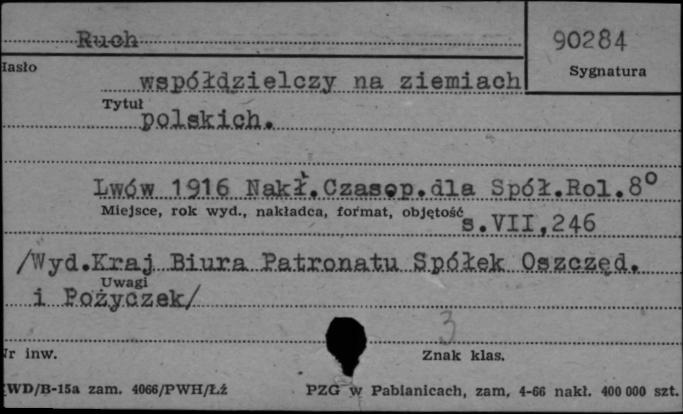 Ruch
90284
Hasło
Sygnatura
współdzielczy na ziemiach
Tytuł
polskich.
Lwów 1916 Nakł.Czasop.dla Spół.Rol.8°
Miejsce, rok wyd., nakładca, format, objętość
s.VII,246
/Wyd.Kraj Biura Patronatu Spółek Oszczęd.
Uwagi
i Pożyczek/
3
Nr inw.
Znak klas.
WD/B-15a zam. 4066/PWH/Łź
PZG w Pabianicach, zam, 4-66 nakł. 400 000 szt.